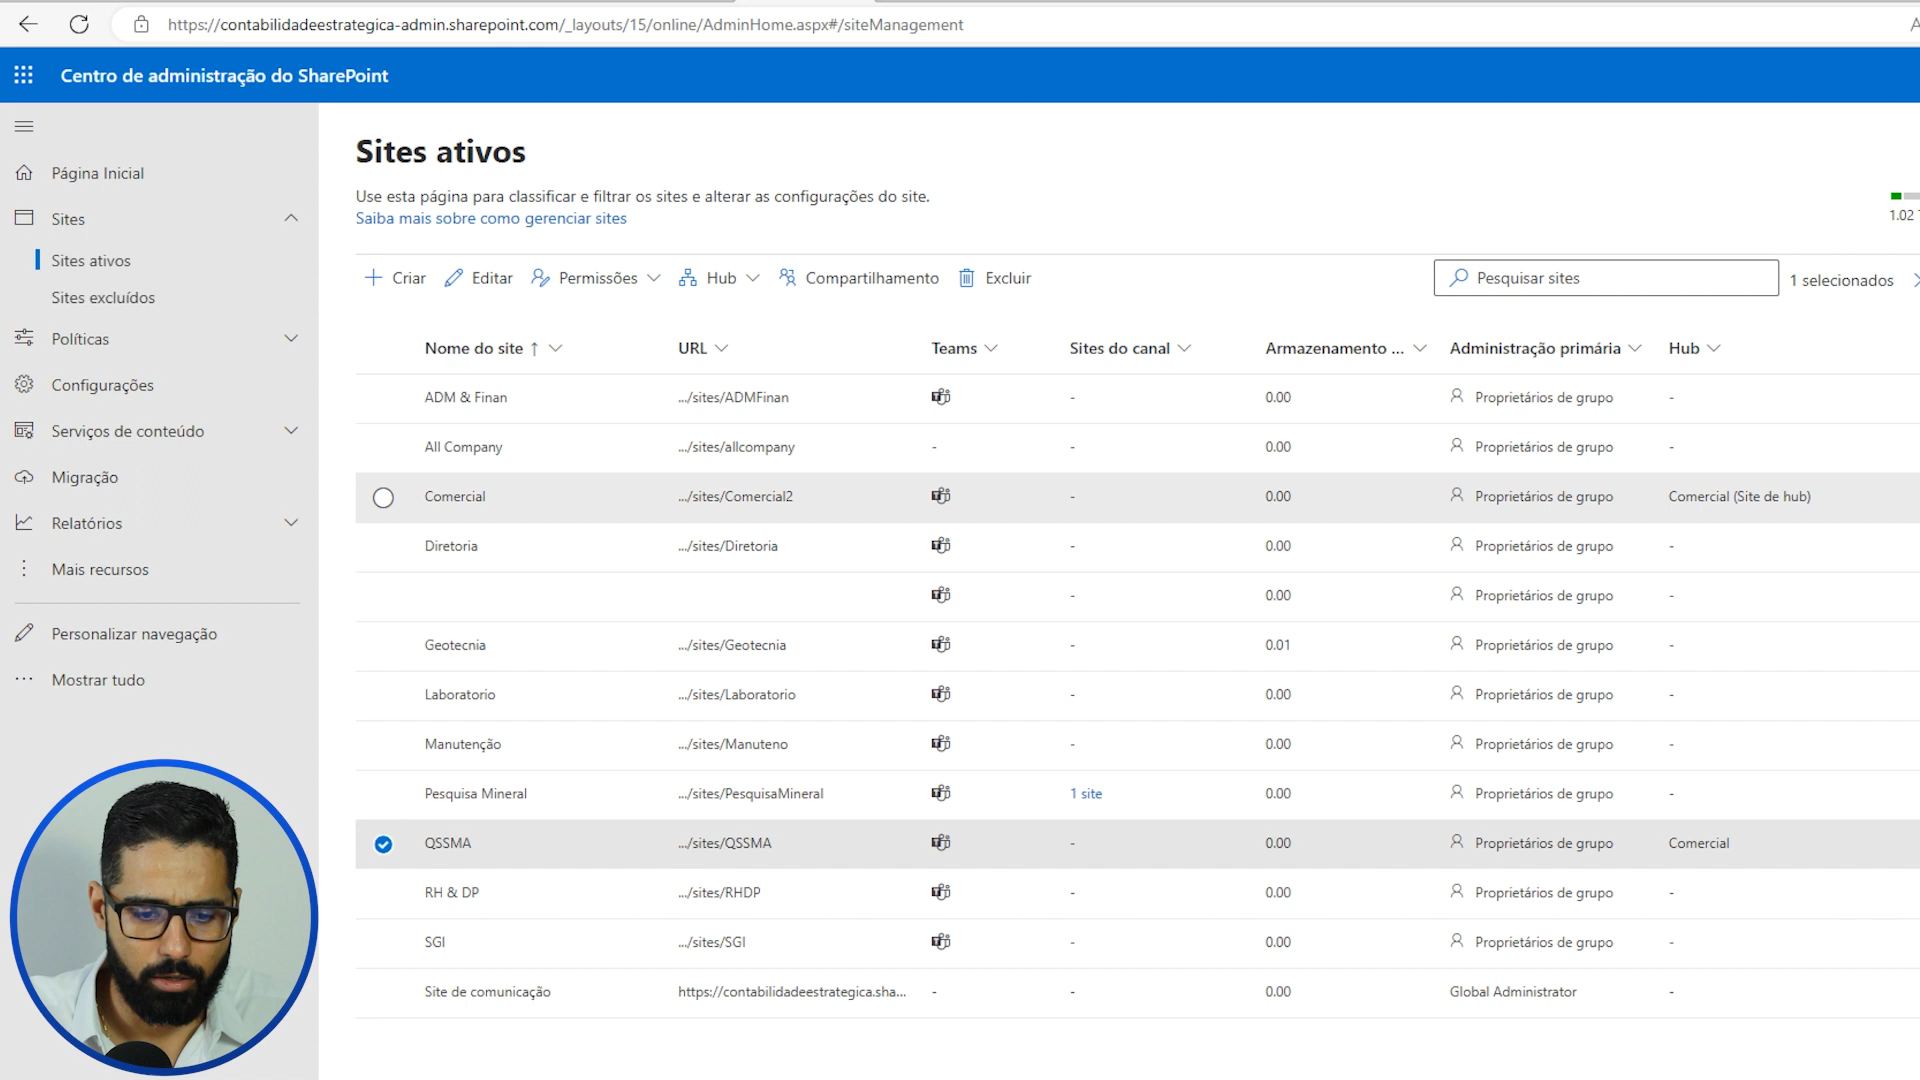 https://contabilidadeestrategica-admin.sharepoint.com/_layouts/15/online/AdminHome.aspx#/siteManagement
Centro de administração do SharePoint
Página Inicial
Sites
Sites ativos
Sites excluídos
Políticas
Configurações
Serviços de conteúdo
Migração
Relatórios
Mais recursos
Personalizar navegação
Mostrar tudo
Sites ativos
Use esta página para classificar e filtrar os sites e alterar as configurações do site.
Saiba mais sobre como gerenciar sites
1.02
Criar Editar Permissões Hub Compartilhamento Excluir Pesquisar sites 1 selecionados
Nome do site URL Teams Sites do canal Armazenamento ... Administração primária Hub
ADM & Finan .../sites/ADMFinan - 0.00 Proprietários de grupo -
All Company .../sites/allcompany - - 0.00 Proprietários de grupo -
Comercial .../sites/Comercial2 - 0.00 Proprietários de grupo Comercial (Site de hub)
Diretoria .../sites/Diretoria - 0.00 Proprietários de grupo -
- 0.00 Proprietários de grupo -
Geotecnia .../sites/Geotecnia - 0.01 Proprietários de grupo -
Laboratorio .../sites/Laboratorio - 0.00 Proprietários de grupo -
Manutenção .../sites/Manuteno - 0.00 Proprietários de grupo -
Pesquisa Mineral .../sites/PesquisaMineral 1 site 0.00 Proprietários de grupo -
QSSMA .../sites/QSSMA - 0.00 Proprietários de grupo Comercial
RH & DP .../sites/RHDP - 0.00 Proprietários de grupo -
SGI .../sites/SGI - 0.00 Proprietários de grupo -
Site de comunicação https://contabilidadeestrategica.sha... - - 0.00 Global Administrator -